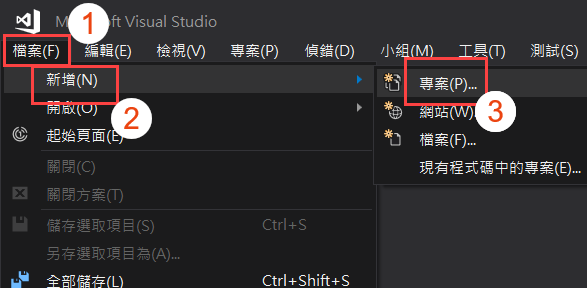 Microsoft Visual Studio
1
檔案(F) 編輯(E) 檢視(V) 專案(P) 偵錯(D) 小組(M) 工具(T) 測試(S)
新增(N)
2
開啟(O)
起始頁面(E)
關閉(C)
關閉方案(T)
儲存選取項目(S) Ctrl+S
另存選取項目為(A)...
全部儲存(L) Ctrl+Shift+S
專案(P)...
3
網站(W)
檔案(F)...
現有程式碼中的專案(E)...